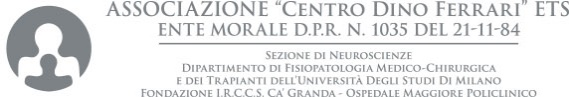 ASSOCIAZIONE “CENTRO DINO FERRARI” ETS
ENTE MORALE D.P.R. N. 1035 DEL 21-11-84
SEZIONE DI NEUROSCIENZE
DIPARTIMENTO DI FISIOPATOLOGIA MEDICO-CHIRURGICA
E DEI TRAPIANTI DELL'UNIVERSITÀ DEGLI STUDI DI MILANO
FONDAZIONE I.R.C.C.S. CA' GRANDA - OSPEDALE MAGGIORE POLICLINICO